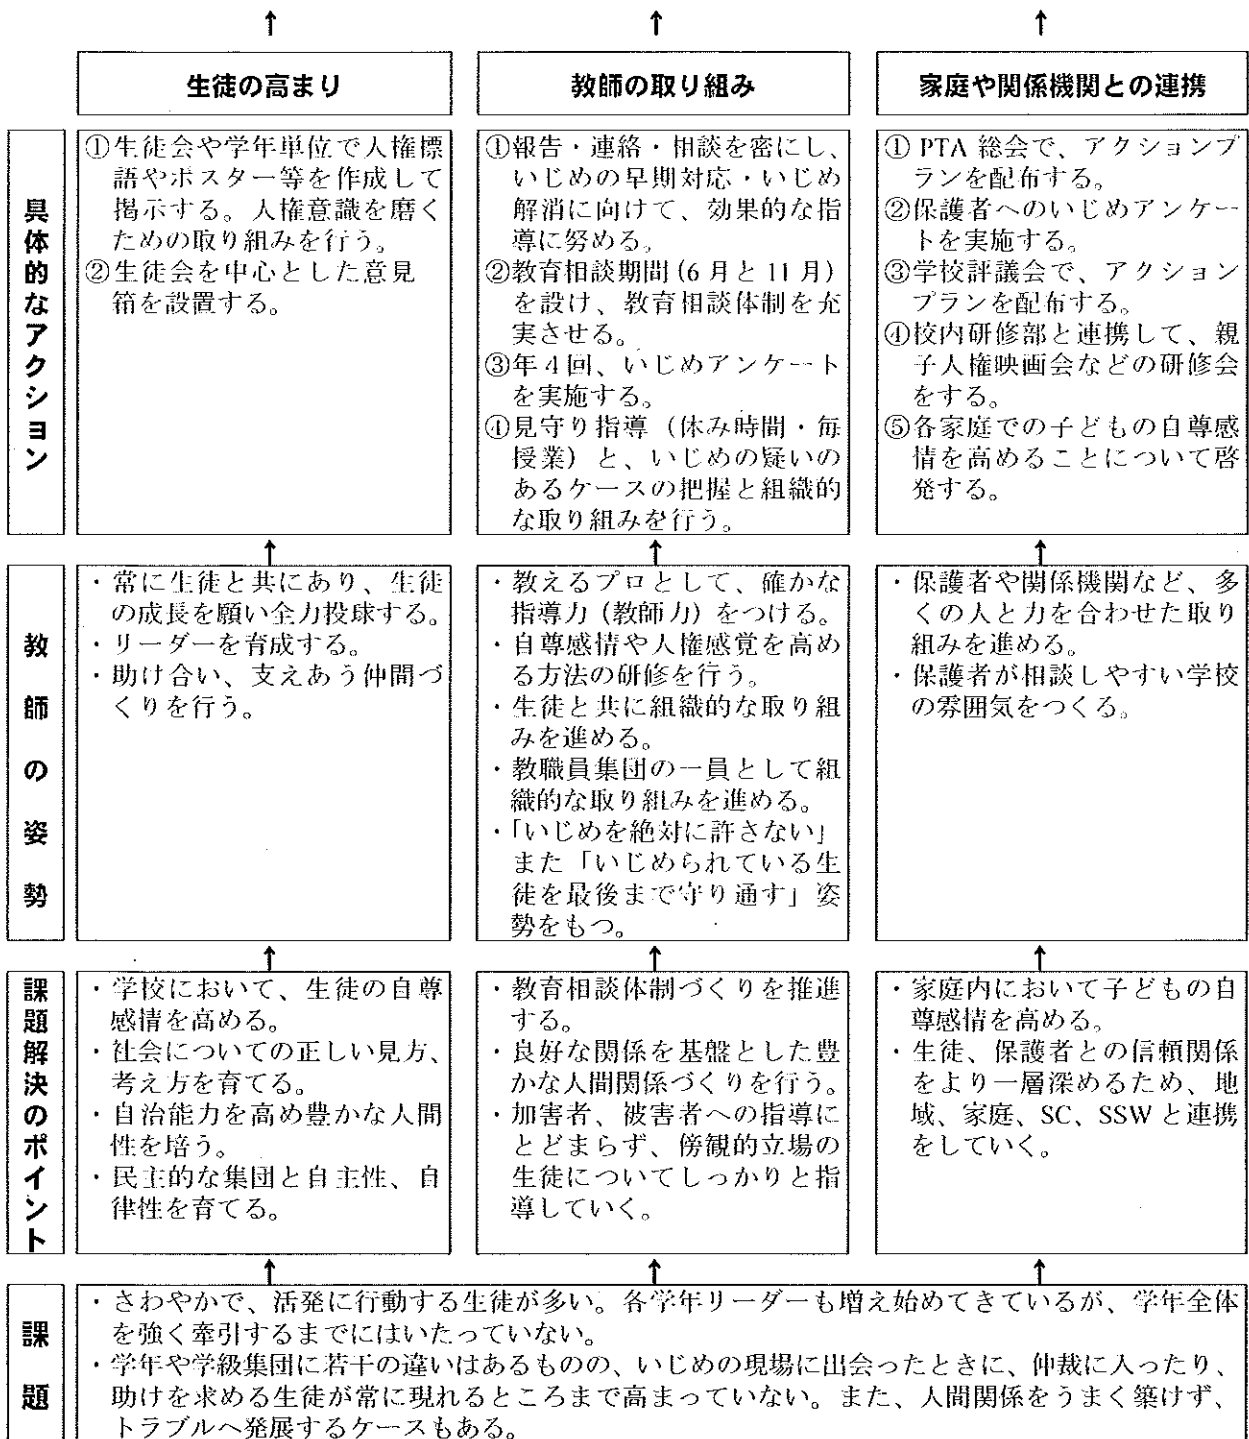 ↑ ↑ ↑
生徒の高まり
教師の取り組み
家庭や関係機関との連携
具体的なアクション
①生徒会や学年単位で人権標
語やポスター等を作成して
掲示する。人権意識を磨く
ための取り組みを行う。
②生徒会を中心とした意見
箱を設置する。
①報告・連絡・相談を密にし、
いじめの早期対応・いじめ
解消に向けて、効果的な指
導に努める。
②教育相談期間(6月と11月)
を設け、教育相談体制を充
実させる。
③年4回、いじめアンケート
を実施する。
④見守り指導（休み時間・毎
授業）と、いじめの疑いの
あるケースの把握と組織的
な取り組みを行う。
①PTA総会で、アクションプ
ランを配布する。
②保護者へのいじめアンケー
トを実施する。
③学校評議会で、アクション
プランを配布する。
④校内研修部と連携して、親
子人権映画会などの研修会
をする。
⑤各家庭での子どもの自尊感
情を高めることについて啓
発する。
↑ ↑ ↑
教師の姿勢
・常に生徒と共にあり、生徒
の成長を願い全力投球する。
・リーダーを育成する。
・助け合い、支えあう仲間づ
くりを行う。
・教えるプロとして、確かな
指導力（教師力）をつける。
・自尊感情や人権感覚を高め
る方法の研修を行う。
・生徒と共に組織的な取り組
みを進める。
・教職員集団の一員として組
織的な取り組みを進める。
・「いじめを絶対に許さない」
また「いじめられている生
徒を最後まで守り通す」姿
勢をもつ。
・保護者や関係機関など、多
くの人と力を合わせた取り
組みを進める。
・保護者が相談しやすい学校
の雰囲気をつくる。
↑ ↑ ↑
課題解決のポイント
・学校において、生徒の自尊
感情を高める。
・社会についての正しい見方、
考え方を育てる。
・自治能力を高め豊かな人間
性を培う。
・民主的な集団と自主性、自
律性を育てる。
・教育相談体制づくりを推進
する。
・良好な関係を基盤とした豊
かな人間関係づくりを行う。
・加害者、被害者への指導に
とどまらず、傍観的立場の
生徒についてしっかりと指
導していく。
・家庭内において子どもの自
尊感情を高める。
・生徒、保護者との信頼関係
をより一層深めるため、地
域、家庭、SC、SSWと連携
をしていく。
↑ ↑ ↑
課題
・さわやかで、活発に行動する生徒が多い。各学年リーダーも増え始めてきているが、学年全体
を強く牽引するまでにはいたっていない。
・学年や学級集団に若干の違いはあるものの、いじめの現場に出会ったときに、仲裁に入ったり、
助けを求める生徒が常に現れるところまで高まっていない。また、人間関係をうまく築けず、
トラブルへ発展するケースもある。